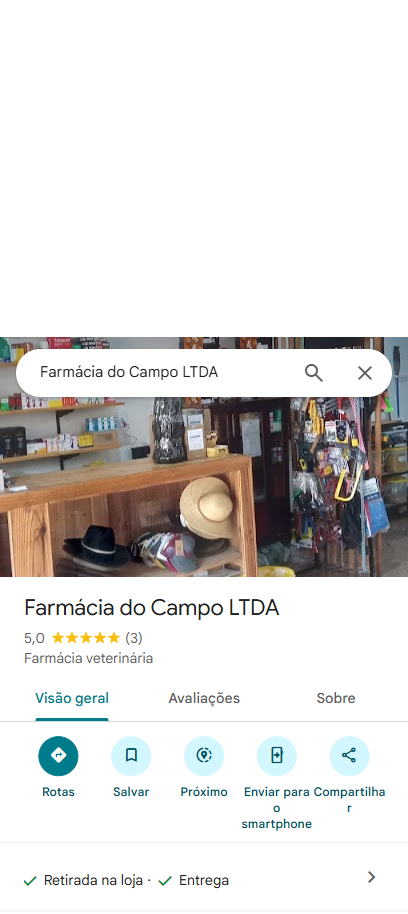 Farmácia do Campo LTDA
Farmácia do Campo LTDA
5,0 (3)
Farmácia veterinária
Visão geral Avaliações Sobre
Rotas Salvar Próximo Enviar para o smartphone Compartilhar
Retirada na loja · Entrega